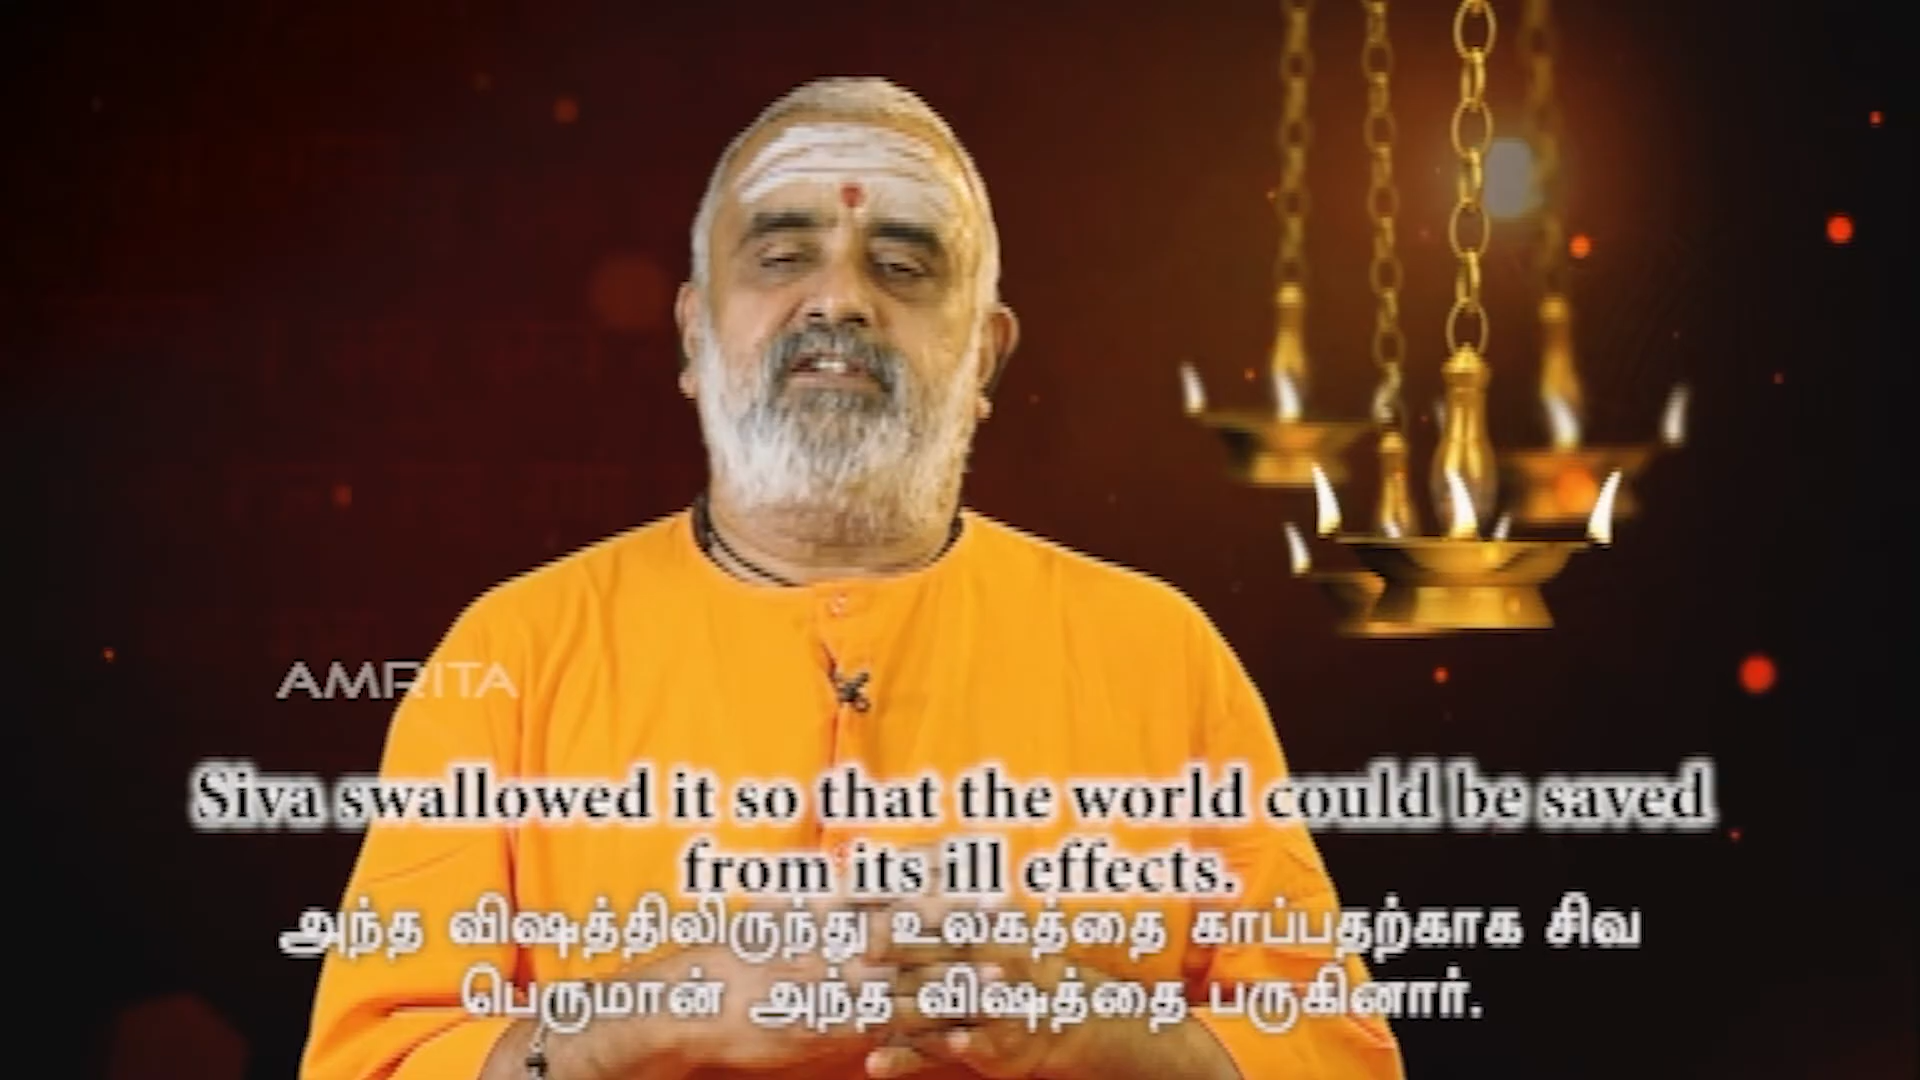 AMRITA
Siva swallowed it so that the world could be saved
from its ill effects.
அந்த விஷத்திலிருந்து உலகத்தை காப்பதற்காக சிவ
பெருமான் அந்த விஷத்தை பருகினார்.